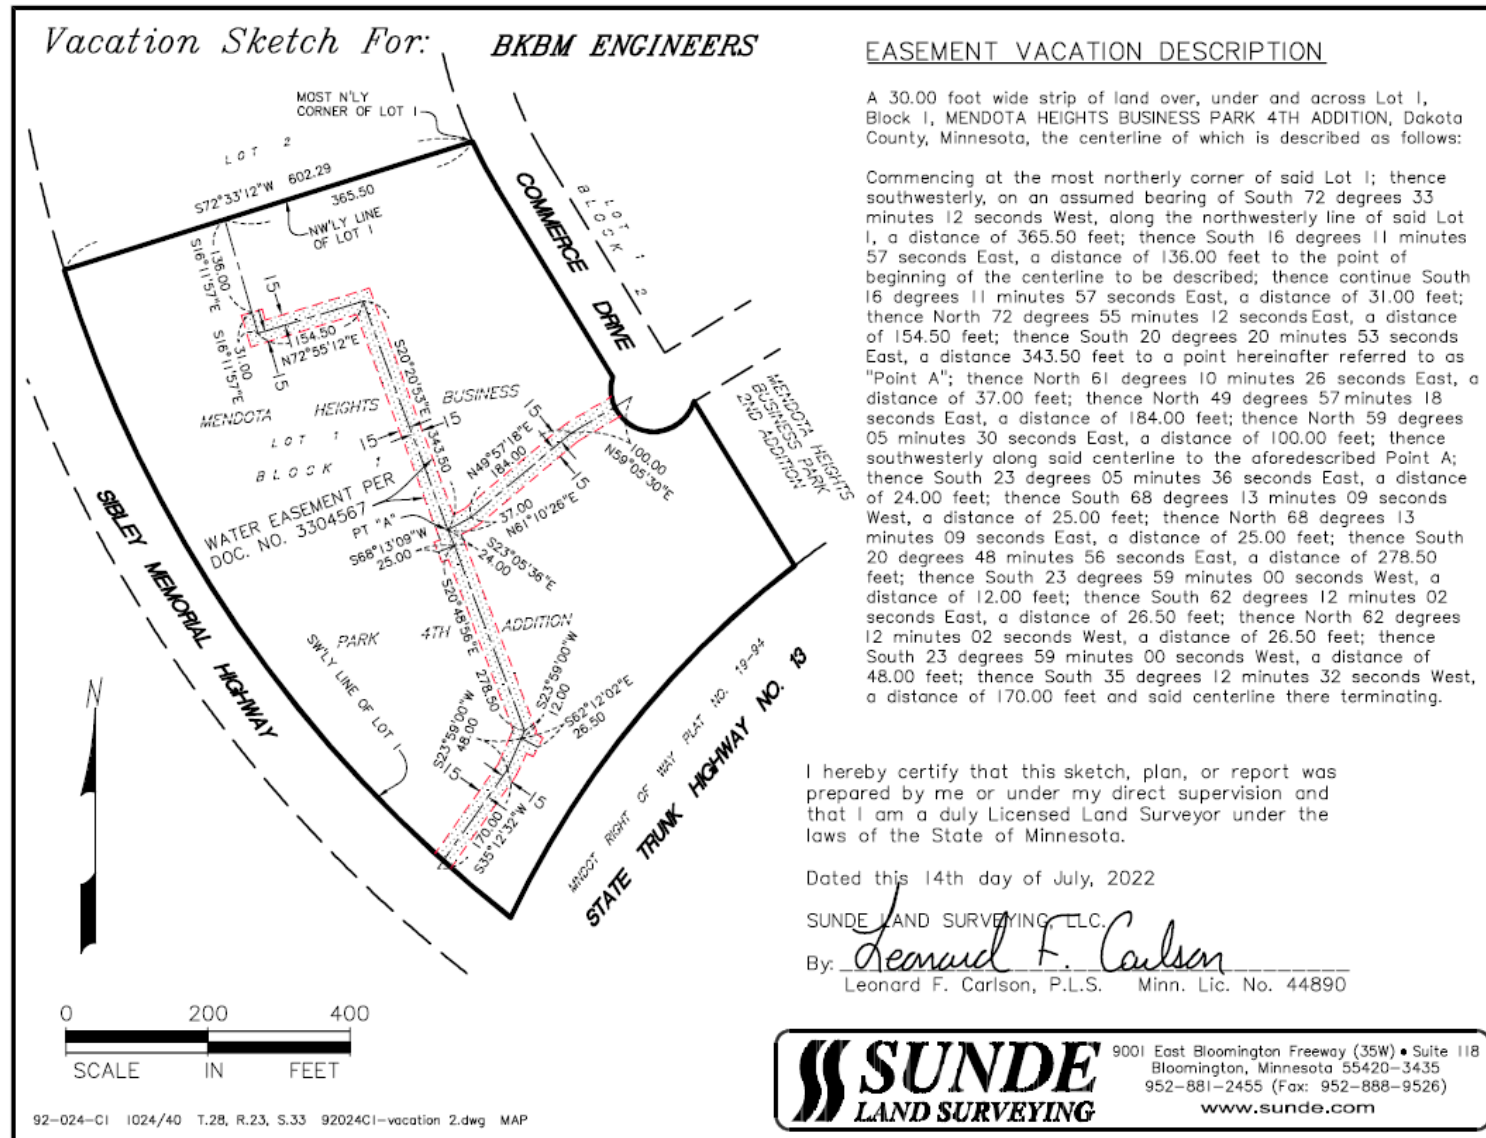 Vacation Sketch For: BKBM ENGINEERS
MOST N'LY
CORNER OF LOT 1
LOT 2
S72°33'12"W 602.29
365.50
NW'LY LINE
OF LOT 1
136.00
S16°11'57"E
15
154.50
N72°55'12"E
31.00
S16°11'57"E
15
S20°20'53"E
343.50
COMMERCE DRIVE
LOT 1
BLOCK 2
MENDOTA HEIGHTS BUSINESS
LOT 1
BLOCK 1
15
15
N49°57'18"E
184.00
15
100.00
N59°05'30"E
15
MENDOTA HEIGHTS
BUSINESS PARK
2ND ADDITION
WATER EASEMENT PER
DOC. NO. 3304567
PT "A"
37.00
N61°10'26"E
S68°13'09"W
25.00
S23°05'36"E
24.00
S20°48'56"E
278.50
PARK 4TH ADDITION
SIBLEY MEMORIAL HIGHWAY
SW'LY LINE OF LOT 1
S23°59'00"W
12.00
S62°12'02"E
26.50
S23°59'00"W
48.00
15
15
170.00
S35°12'32"W
MNDOT RIGHT OF WAY PLAT NO. 19-94
STATE TRUNK HIGHWAY NO. 13
N
0 200 400
SCALE IN FEET
92-024-C1 1024/40 T.28, R.23, S.33 92024C1-vacation 2.dwg MAP
EASEMENT VACATION DESCRIPTION
A 30.00 foot wide strip of land over, under and across Lot 1,
Block 1, MENDOTA HEIGHTS BUSINESS PARK 4TH ADDITION, Dakota
County, Minnesota, the centerline of which is described as follows:
Commencing at the most northerly corner of said Lot 1; thence
southwesterly, on an assumed bearing of South 72 degrees 33
minutes 12 seconds West, along the northwesterly line of said Lot
1, a distance of 365.50 feet; thence South 16 degrees 11 minutes
57 seconds East, a distance of 136.00 feet to the point of
beginning of the centerline to be described; thence continue South
16 degrees 11 minutes 57 seconds East, a distance of 31.00 feet;
thence North 72 degrees 55 minutes 12 seconds East, a distance
of 154.50 feet; thence South 20 degrees 20 minutes 53 seconds
East, a distance 343.50 feet to a point hereinafter referred to as
"Point A"; thence North 61 degrees 10 minutes 26 seconds East, a
distance of 37.00 feet; thence North 49 degrees 57 minutes 18
seconds East, a distance of 184.00 feet; thence North 59 degrees
05 minutes 30 seconds East, a distance of 100.00 feet; thence
southwesterly along said centerline to the aforedescribed Point A;
thence South 23 degrees 05 minutes 36 seconds East, a distance
of 24.00 feet; thence South 68 degrees 13 minutes 09 seconds
West, a distance of 25.00 feet; thence North 68 degrees 13
minutes 09 seconds East, a distance of 25.00 feet; thence South
20 degrees 48 minutes 56 seconds East, a distance of 278.50
feet; thence South 23 degrees 59 minutes 00 seconds West, a
distance of 12.00 feet; thence South 62 degrees 12 minutes 02
seconds East, a distance of 26.50 feet; thence North 62 degrees
12 minutes 02 seconds West, a distance of 26.50 feet; thence
South 23 degrees 59 minutes 00 seconds West, a distance of
48.00 feet; thence South 35 degrees 12 minutes 32 seconds West,
a distance of 170.00 feet and said centerline there terminating.
I hereby certify that this sketch, plan, or report was
prepared by me or under my direct supervision and
that I am a duly Licensed Land Surveyor under the
laws of the State of Minnesota.
Dated this 14th day of July, 2022
SUNDE LAND SURVEYING, LLC.
By: Leonard F. Carlson
Leonard F. Carlson, P.L.S. Minn. Lic. No. 44890
SUNDE
LAND SURVEYING
9001 East Bloomington Freeway (35W) • Suite 118
Bloomington, Minnesota 55420-3435
952-881-2455 (Fax: 952-888-9526)
www.sunde.com